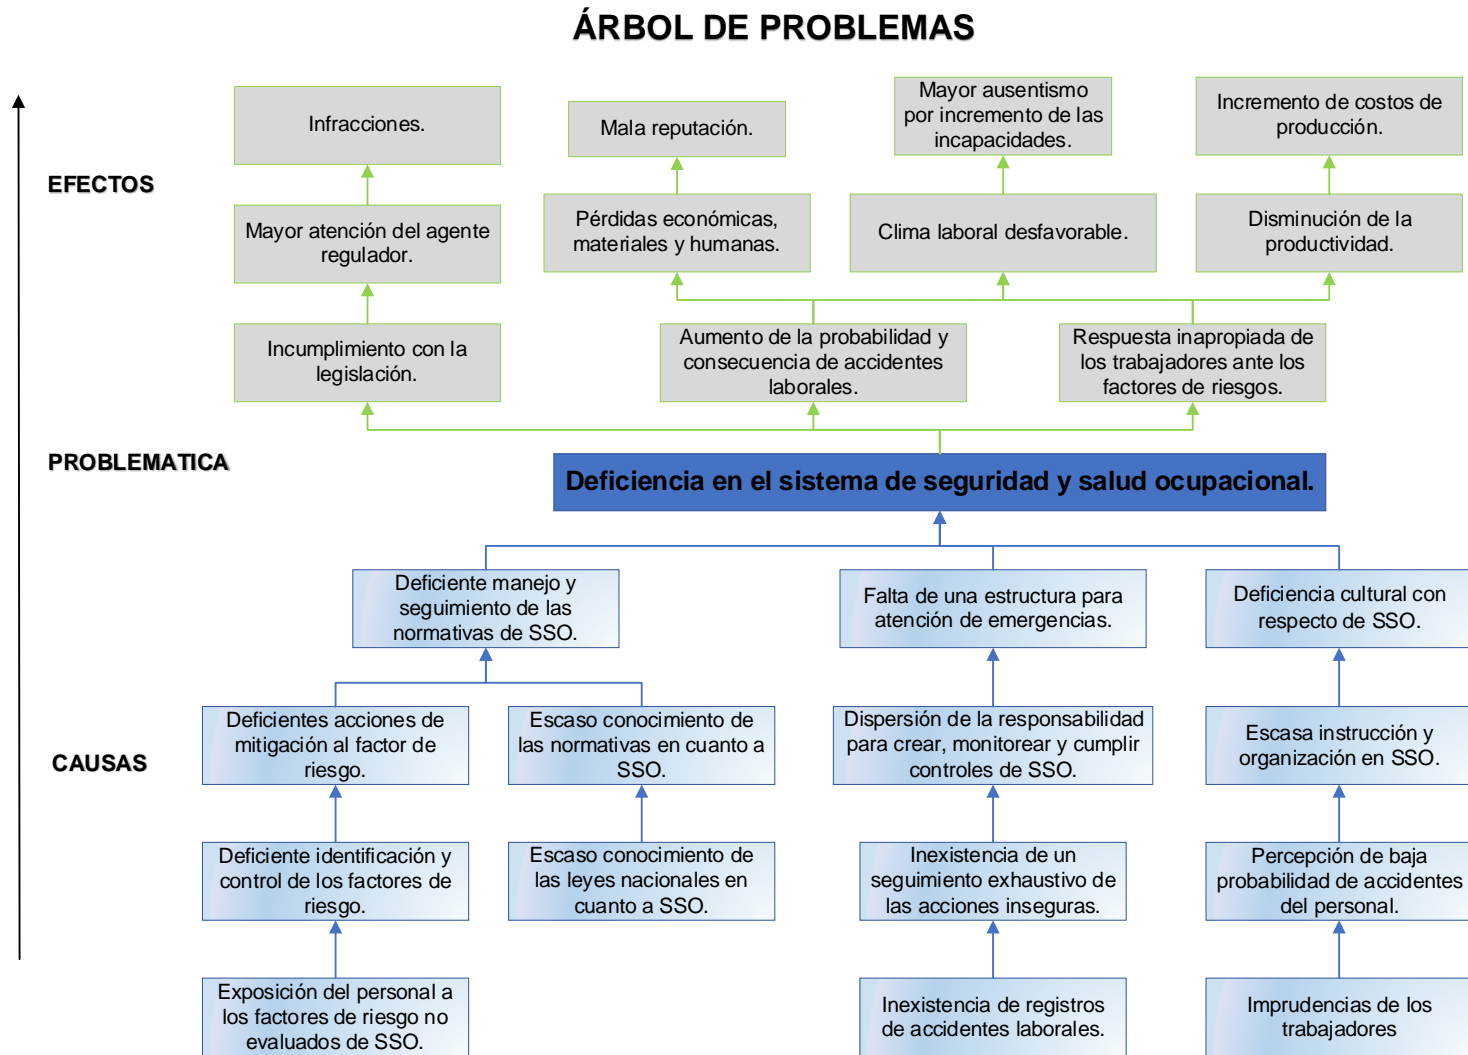 ÁRBOL DE PROBLEMAS
Infracciones.
Mala reputación.
Mayor ausentismo
por incremento de las
incapacidades.
Incremento de costos de
producción.
EFECTOS
Mayor atención del agente
regulador.
Pérdidas económicas,
materiales y humanas.
Clima laboral desfavorable.
Disminución de la
productividad.
Incumplimiento con la
legislación.
Aumento de la probabilidad y
consecuencia de accidentes
laborales.
Respuesta inapropiada de
los trabajadores ante los
factores de riesgos.
PROBLEMATICA
Deficiencia en el sistema de seguridad y salud ocupacional.
Deficiente manejo y
seguimiento de las
normativas de SSO.
Falta de una estructura para
atención de emergencias.
Deficiencia cultural con
respecto de SSO.
CAUSAS
Deficientes acciones de
mitigación al factor de
riesgo.
Escaso conocimiento de
las normativas en cuanto a
SSO.
Dispersión de la responsabilidad
para crear, monitorear y cumplir
controles de SSO.
Escasa instrucción y
organización en SSO.
Deficiente identificación y
control de los factores de
riesgo.
Escaso conocimiento de
las leyes nacionales en
cuanto a SSO.
Inexistencia de un
seguimiento exhaustivo de
las acciones inseguras.
Percepción de baja
probabilidad de accidentes
del personal.
Exposición del personal a
los factores de riesgo no
evaluados de SSO.
Inexistencia de registros
de accidentes laborales.
Imprudencias de los
trabajadores